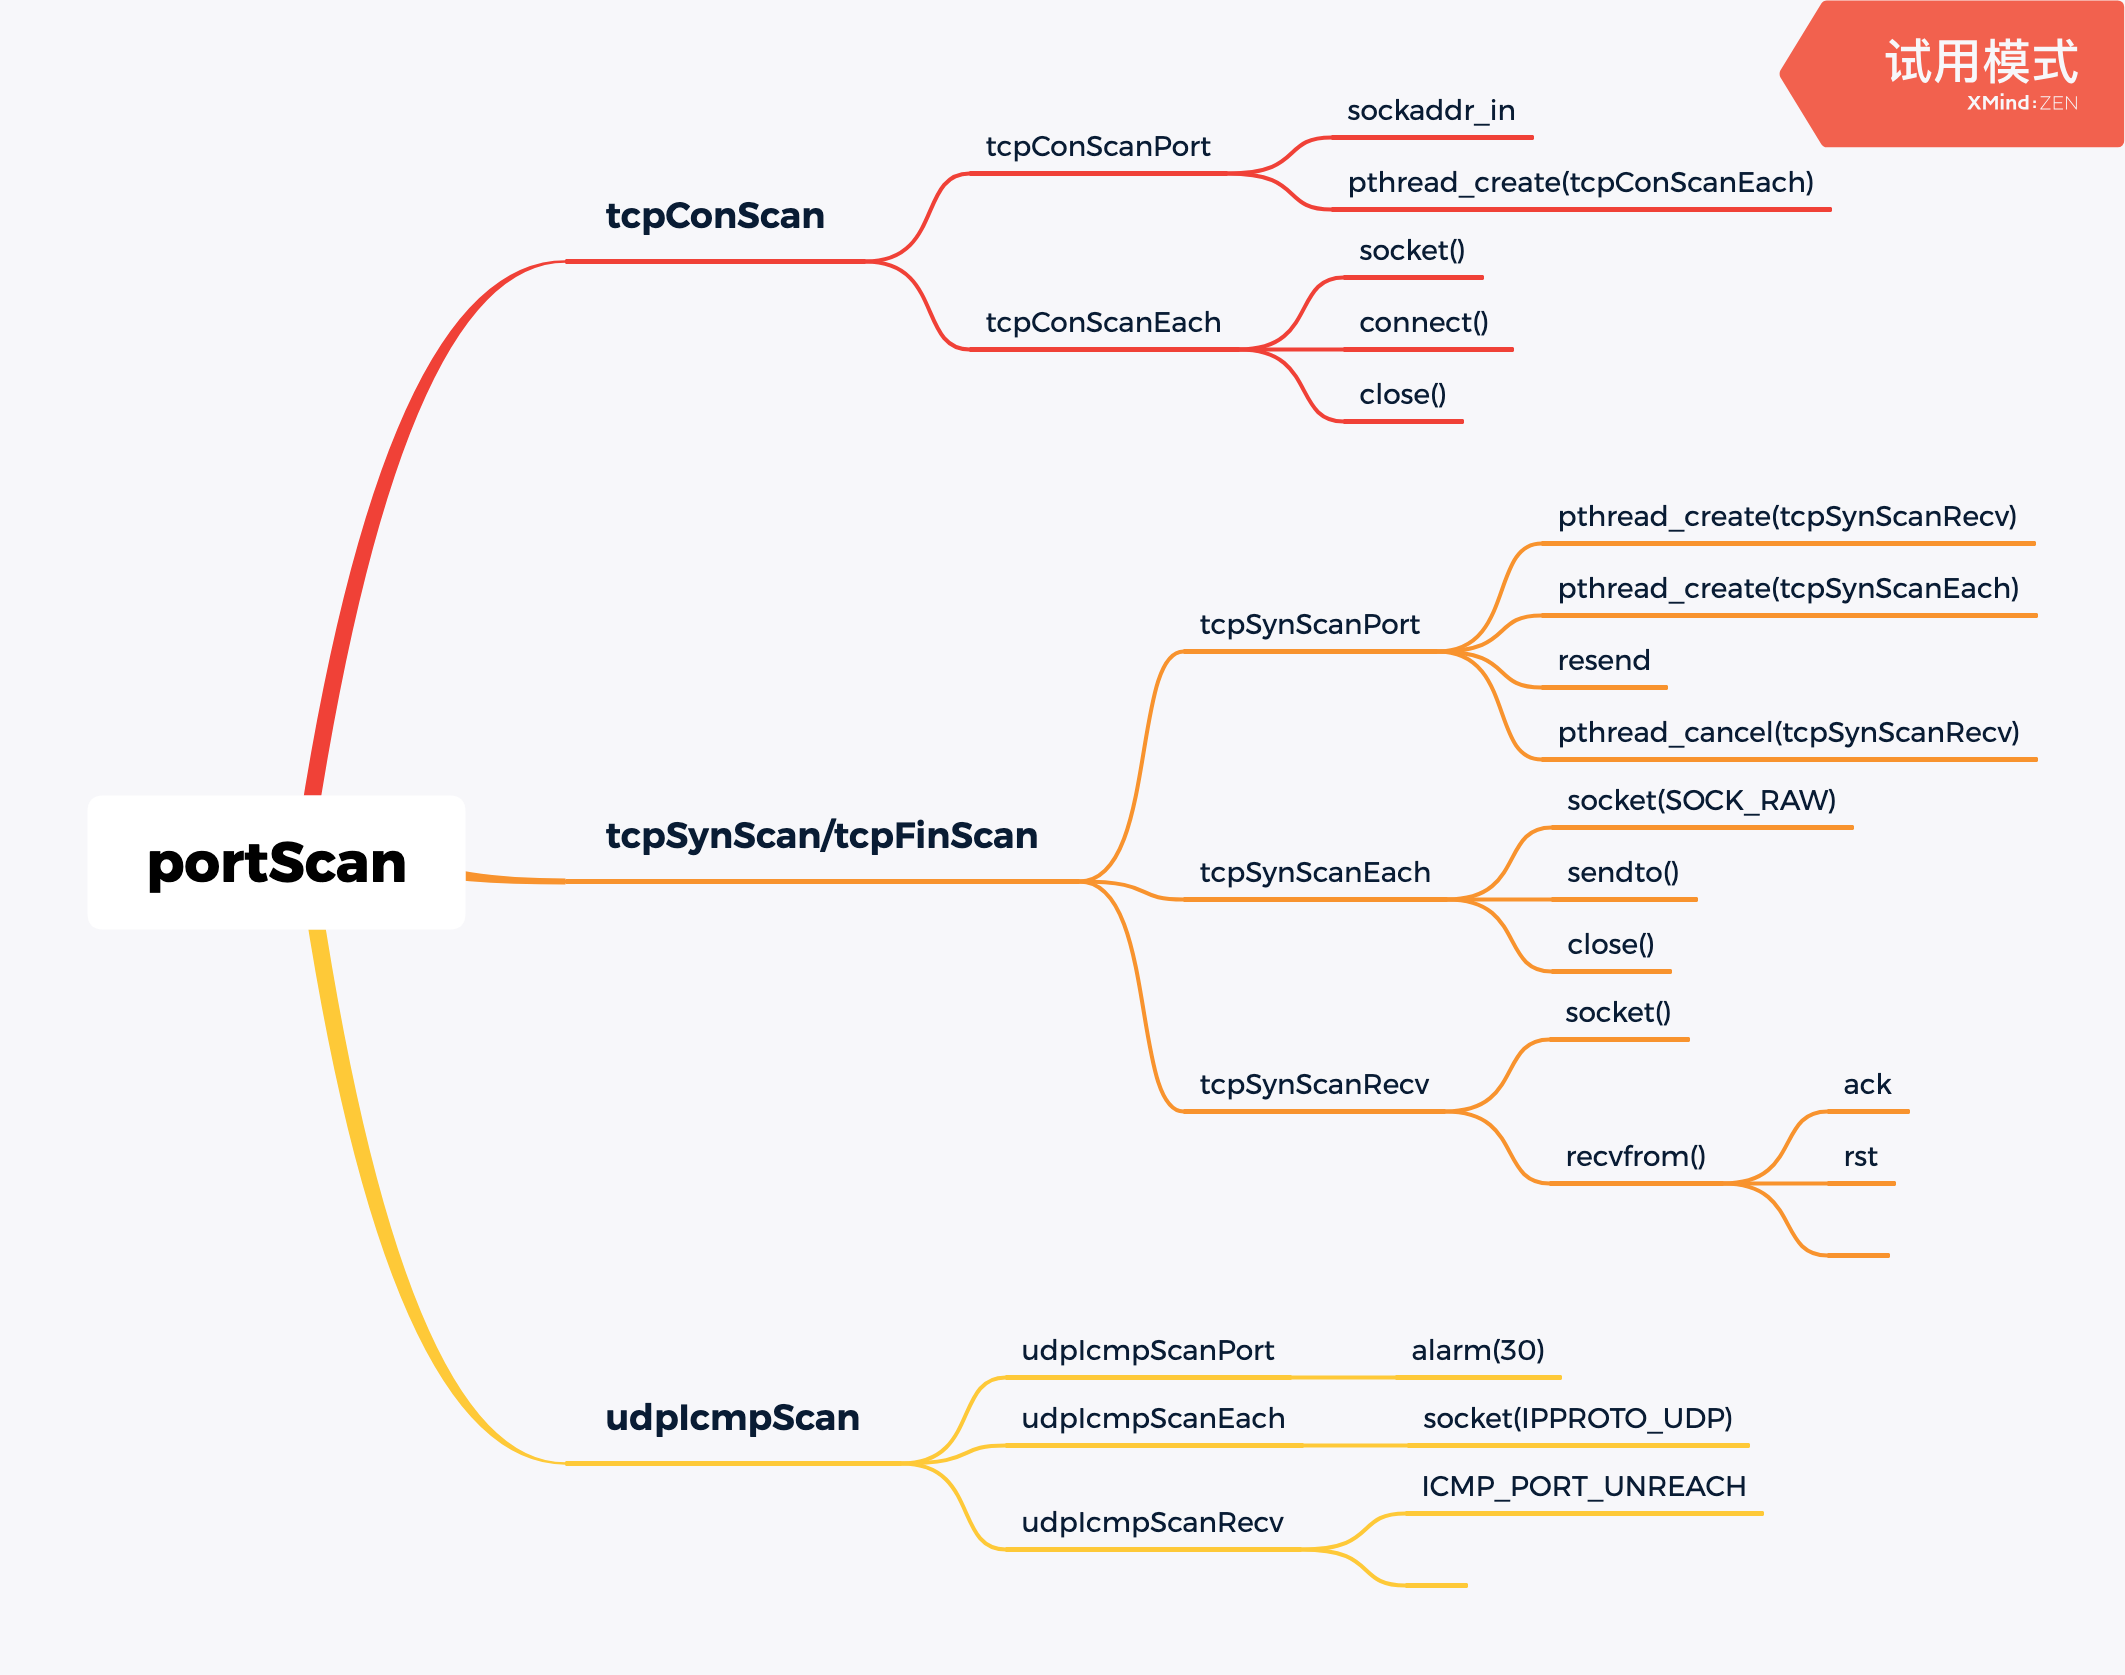 试用模式
XMind:ZEN
portScan
tcpConScan
tcpConScanPort
sockaddr_in
pthread_create(tcpConScanEach)
tcpConScanEach
socket()
connect()
close()
tcpSynScan/tcpFinScan
tcpSynScanPort
pthread_create(tcpSynScanRecv)
pthread_create(tcpSynScanEach)
resend
pthread_cancel(tcpSynScanRecv)
tcpSynScanEach
socket(SOCK_RAW)
sendto()
close()
tcpSynScanRecv
socket()
recvfrom()
ack
rst
udpIcmpScan
udpIcmpScanPort
alarm(30)
udpIcmpScanEach
socket(IPPROTO_UDP)
udpIcmpScanRecv
ICMP_PORT_UNREACH